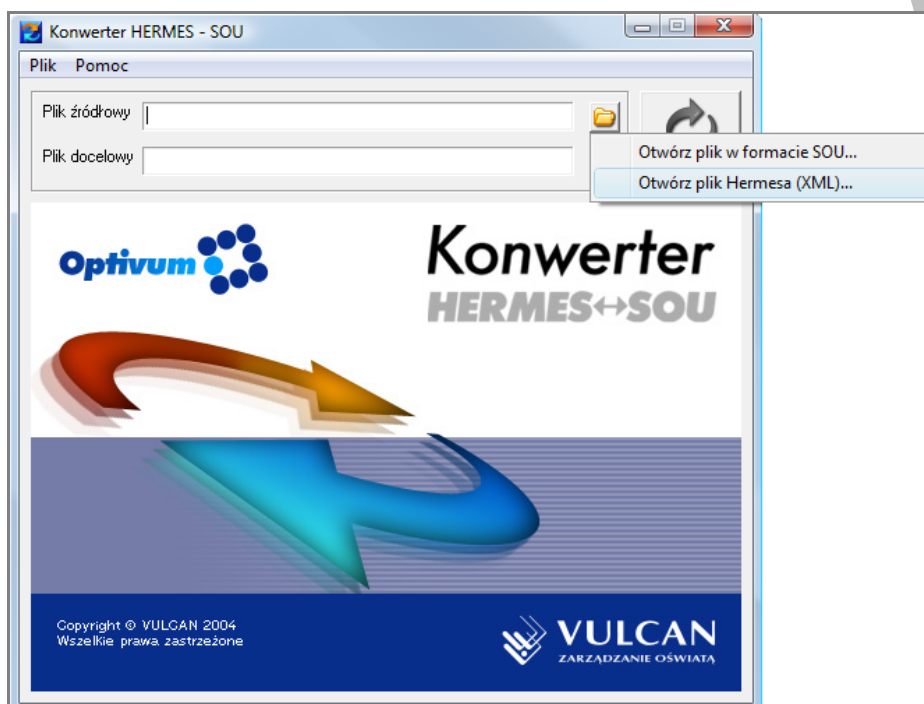 Konwerter HERMES - SOU
Plik Pomoc
Plik źródłowy
Plik docelowy
Otwórz plik w formacie SOU...
Otwórz plik Hermesa (XML)...
Optivum
Konwerter
HERMES↔SOU
Copyright © VULCAN 2004
Wszelkie prawa zastrzeżone
VULCAN
ZARZĄDZANIE OŚWIATĄ